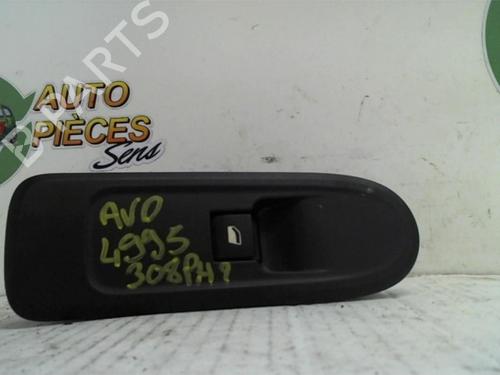 B-PARTS
AUTO
PIÈCES
Sens
AVD
4995
308PH1